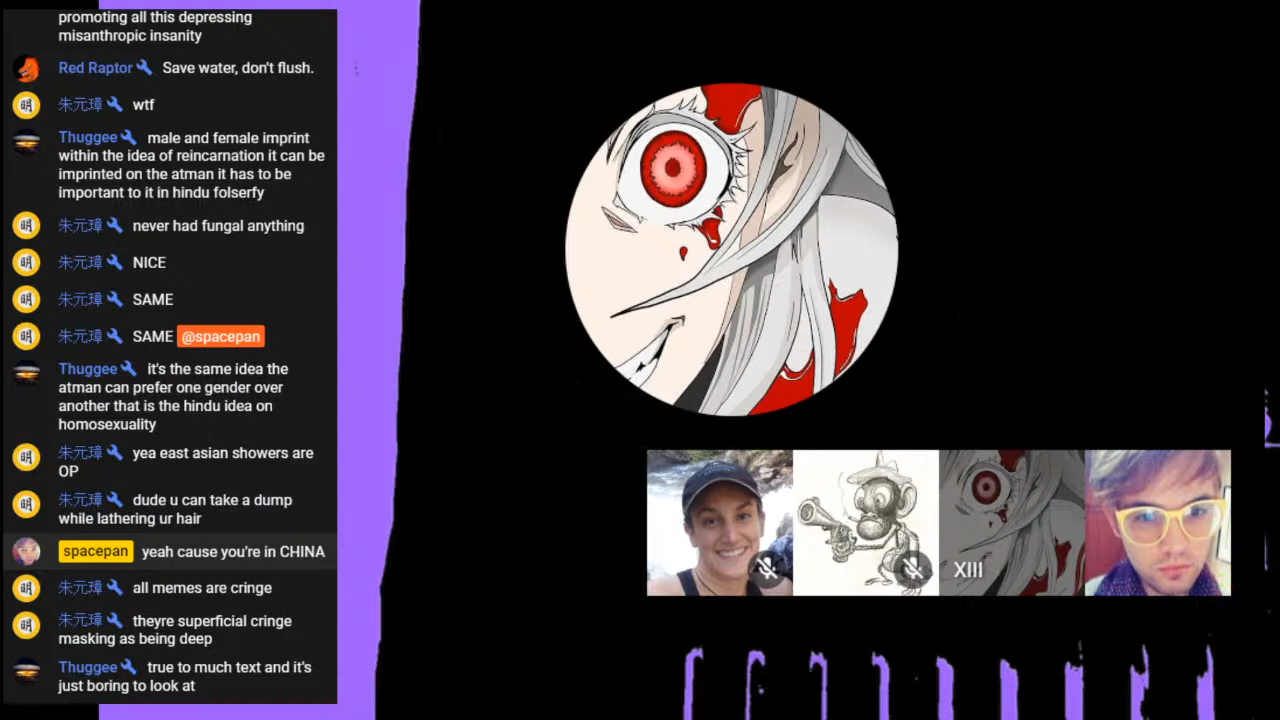 promoting all this depressing
misanthropic insanity
Red Raptor Save water, don't flush.
朱元璋 wtf
Thuggee male and female imprint
within the idea of reincarnation it can be
imprinted on the atman it has to be
important to it in hindu folserfy
朱元璋 never had fungal anything
朱元璋 NICE
朱元璋 SAME
朱元璋 SAME @spacepan
Thuggee it's the same idea the
atman can prefer one gender over
another that is the hindu idea on
homosexuality
朱元璋 yea east asian showers are
OP
朱元璋 dude u can take a dump
while lathering ur hair
spacepan yeah cause you're in CHINA
朱元璋 all memes are cringe
朱元璋 theyre superficial cringe
masking as being deep
Thuggee true to much text and it's
just boring to look at
XIII